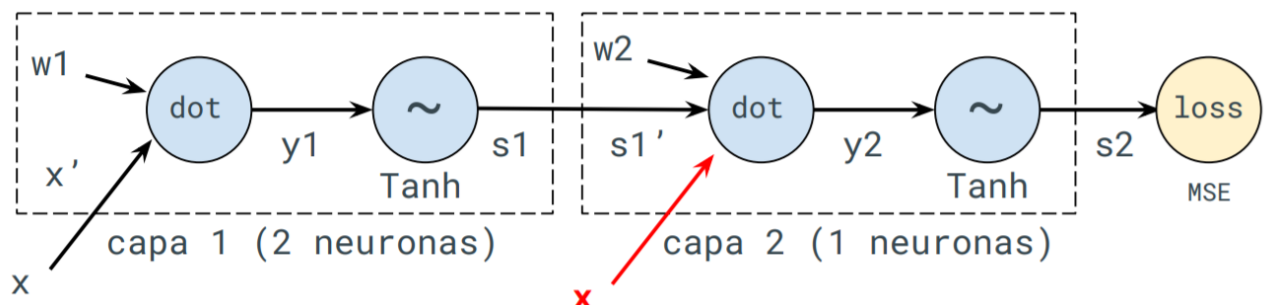 w1
dot
~
x'
y1
Tanh
s1
x
capa 1 (2 neuronas)
w2
dot
~
s1'
y2
Tanh
s2
x
capa 2 (1 neuronas)
loss
MSE